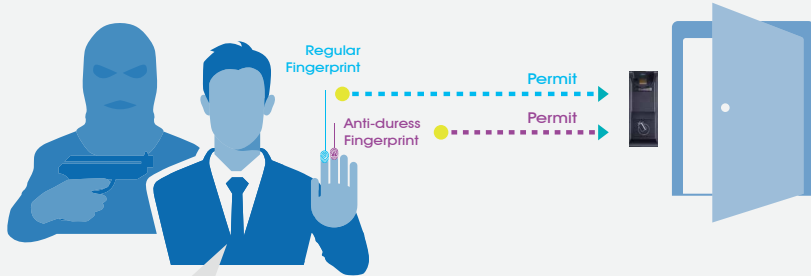 Regular
Fingerprint
Permit
Anti-duress
Fingerprint
Permit